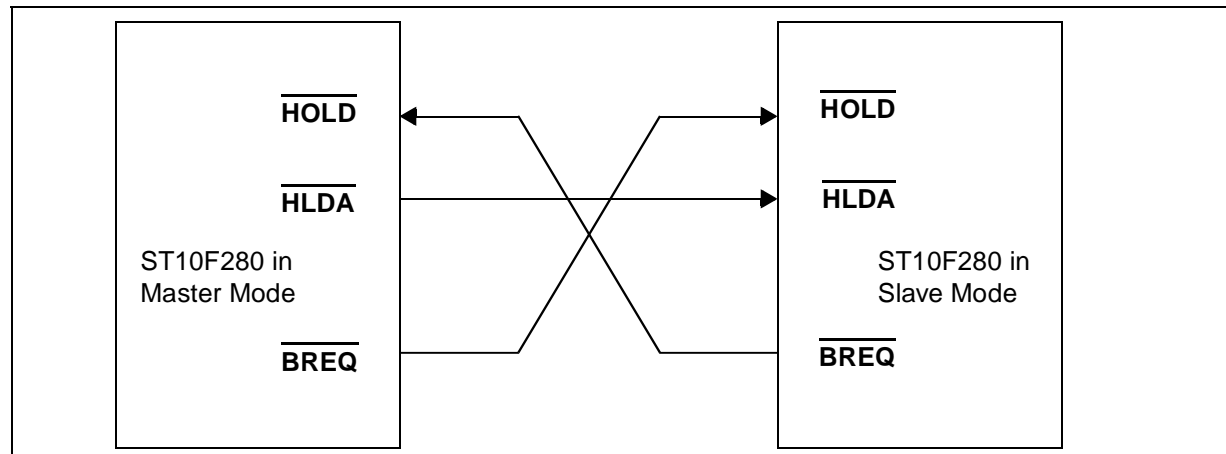 HOLD
HLDA
ST10F280 in
Master Mode
BREQ
HOLD
HLDA
ST10F280 in
Slave Mode
BREQ